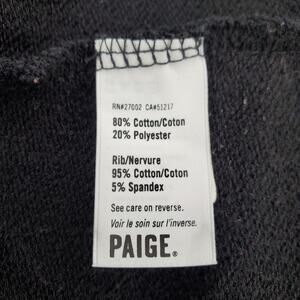 RN#27002 CA#51217
80% Cotton/Coton
20% Polyester
Rib/Nervure
95% Cotton/Coton
5% Spandex
See care on reverse.
Voir le soin sur l'inverse.
PAIGE®